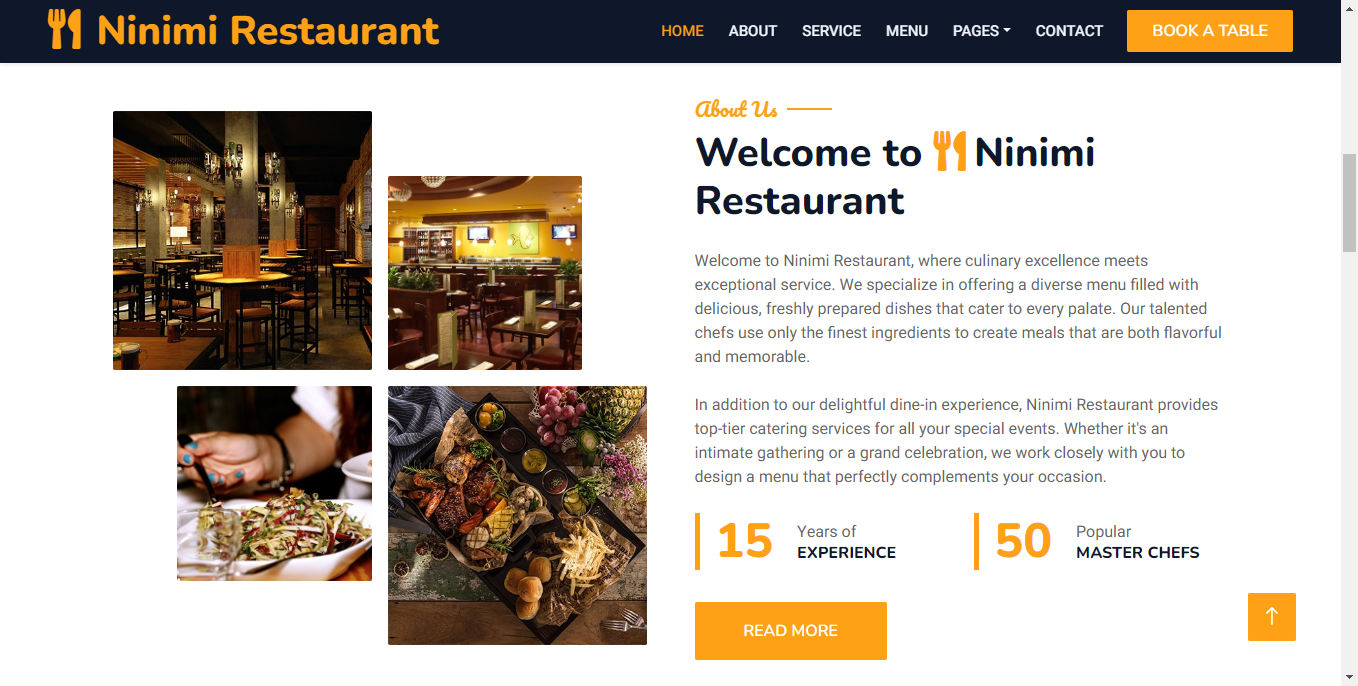 Ninimi Restaurant
HOME ABOUT SERVICE MENU PAGES CONTACT BOOK A TABLE
About Us
Welcome to Ninimi
Restaurant
Welcome to Ninimi Restaurant, where culinary excellence meets
exceptional service. We specialize in offering a diverse menu filled with
delicious, freshly prepared dishes that cater to every palate. Our talented
chefs use only the finest ingredients to create meals that are both flavorful
and memorable.
In addition to our delightful dine-in experience, Ninimi Restaurant provides
top-tier catering services for all your special events. Whether it's an
intimate gathering or a grand celebration, we work closely with you to
design a menu that perfectly complements your occasion.
15 Years of
EXPERIENCE
50 Popular
MASTER CHEFS
READ MORE